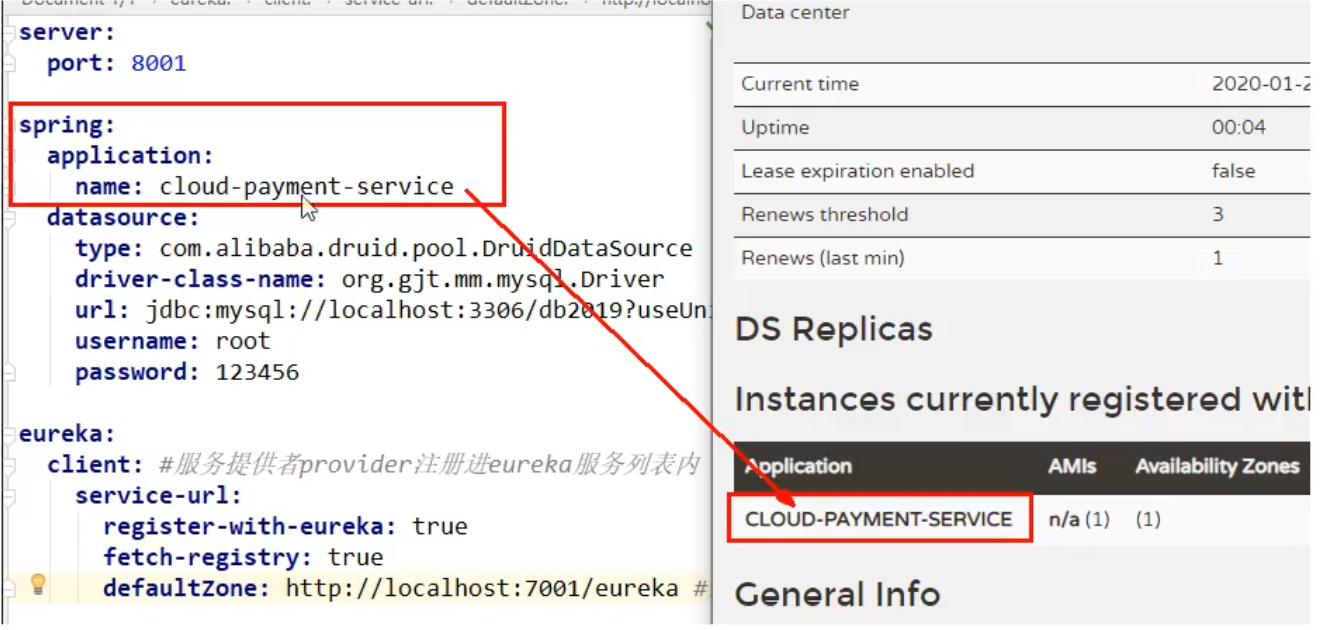 server:
port: 8001
spring:
application:
name: cloud-payment-service
datasource:
type: com.alibaba.druid.pool.DruidDataSource
driver-class-name: org.gjt.mm.mysql.Driver
url: jdbc:mysql://localhost:3306/db2019?useUni
username: root
password: 123456
eureka:
client: #服务提供者provider注册进eureka服务列表内
service-url:
register-with-eureka: true
fetch-registry: true
defaultZone: http://localhost:7001/eureka #
Data center
Current time 2020-01-2
Uptime 00:04
Lease expiration enabled false
Renews threshold 3
Renews (last min) 1
DS Replicas
Instances currently registered with
Application AMIs Availability Zones
CLOUD-PAYMENT-SERVICE n/a (1) (1)
General Info